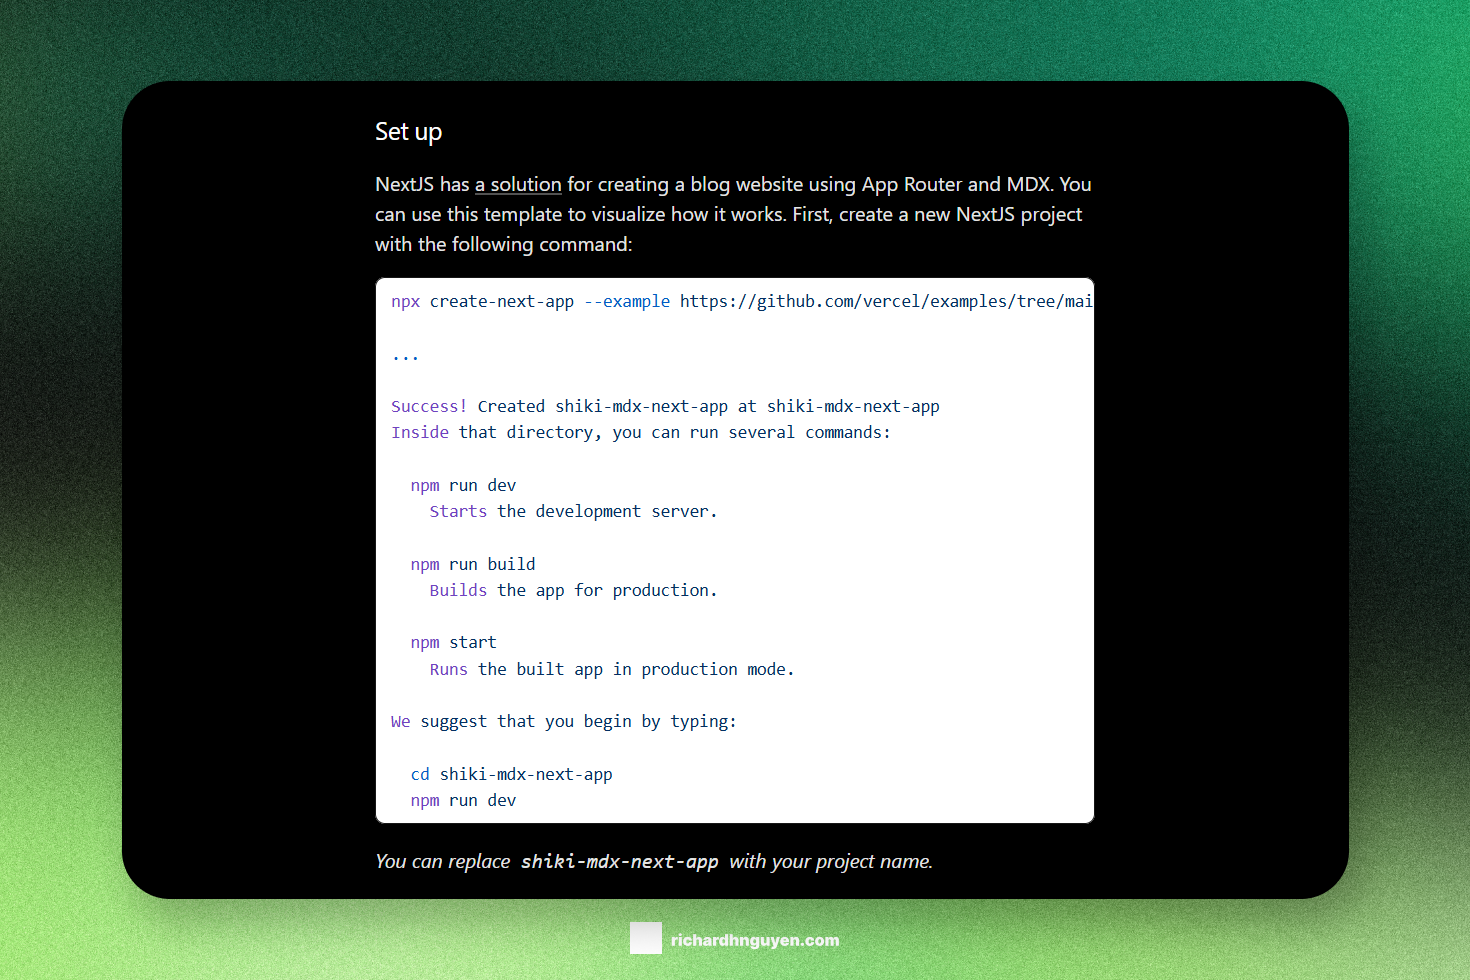 Set up
NextJS has a solution for creating a blog website using App Router and MDX. You
can use this template to visualize how it works. First, create a new NextJS project
with the following command:
npx create-next-app --example https://github.com/vercel/examples/tree/mai
...
Success! Created shiki-mdx-next-app at shiki-mdx-next-app
Inside that directory, you can run several commands:
npm run dev
Starts the development server.
npm run build
Builds the app for production.
npm start
Runs the built app in production mode.
We suggest that you begin by typing:
cd shiki-mdx-next-app
npm run dev
You can replace shiki-mdx-next-app with your project name.
richardhnguyen.com